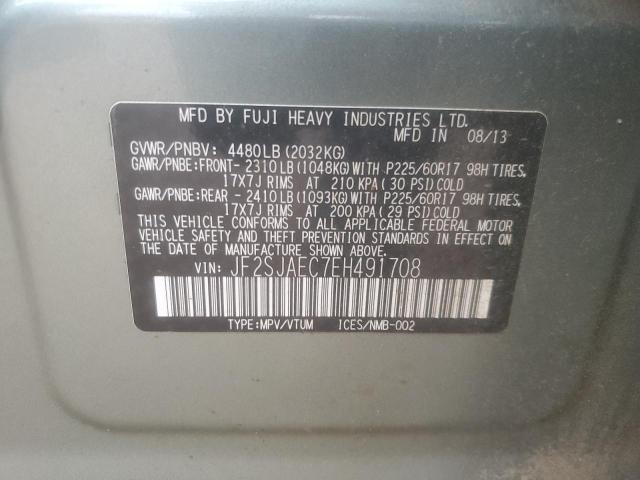 MFD BY FUJI HEAVY INDUSTRIES LTD.
MFD IN 08/13
GVWR/PNBV: 4480LB(2032KG)
GAWR/PNBE:FRONT- 2310LB(1048KG)WITH P225/60R17 98H TIRES,
17X7J RIMS AT 210 KPA( 30 PSI)COLD
GAWR/PNBE:REAR - 2410LB(1093KG)WITH P225/60R17 98H TIRES,
17X7J RIMS AT 200 KPA( 29 PSI)COLD
THIS VEHICLE CONFORMS TO ALL APPLICABLE FEDERAL MOTOR
VEHICLE SAFETY AND THEFT PREVENTION STANDARDS IN EFFECT
ON THE DATE OF MANUFACTURE SHOWN ABOVE.
VIN: JF2SJAEC7EH491708
TYPE:MPV/VTUM ICES/NMB-002